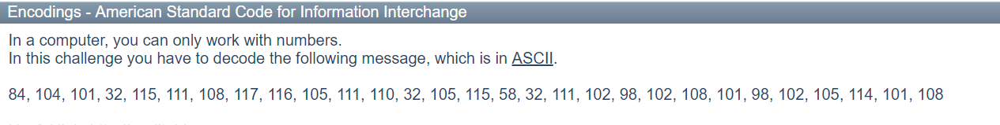 Encodings - American Standard Code for Information Interchange
In a computer, you can only work with numbers.
In this challenge you have to decode the following message, which is in ASCII.
84, 104, 101, 32, 115, 111, 108, 117, 116, 105, 111, 110, 32, 105, 115, 58, 32, 111, 102, 98, 102, 108, 101, 98, 102, 105, 114, 101, 108